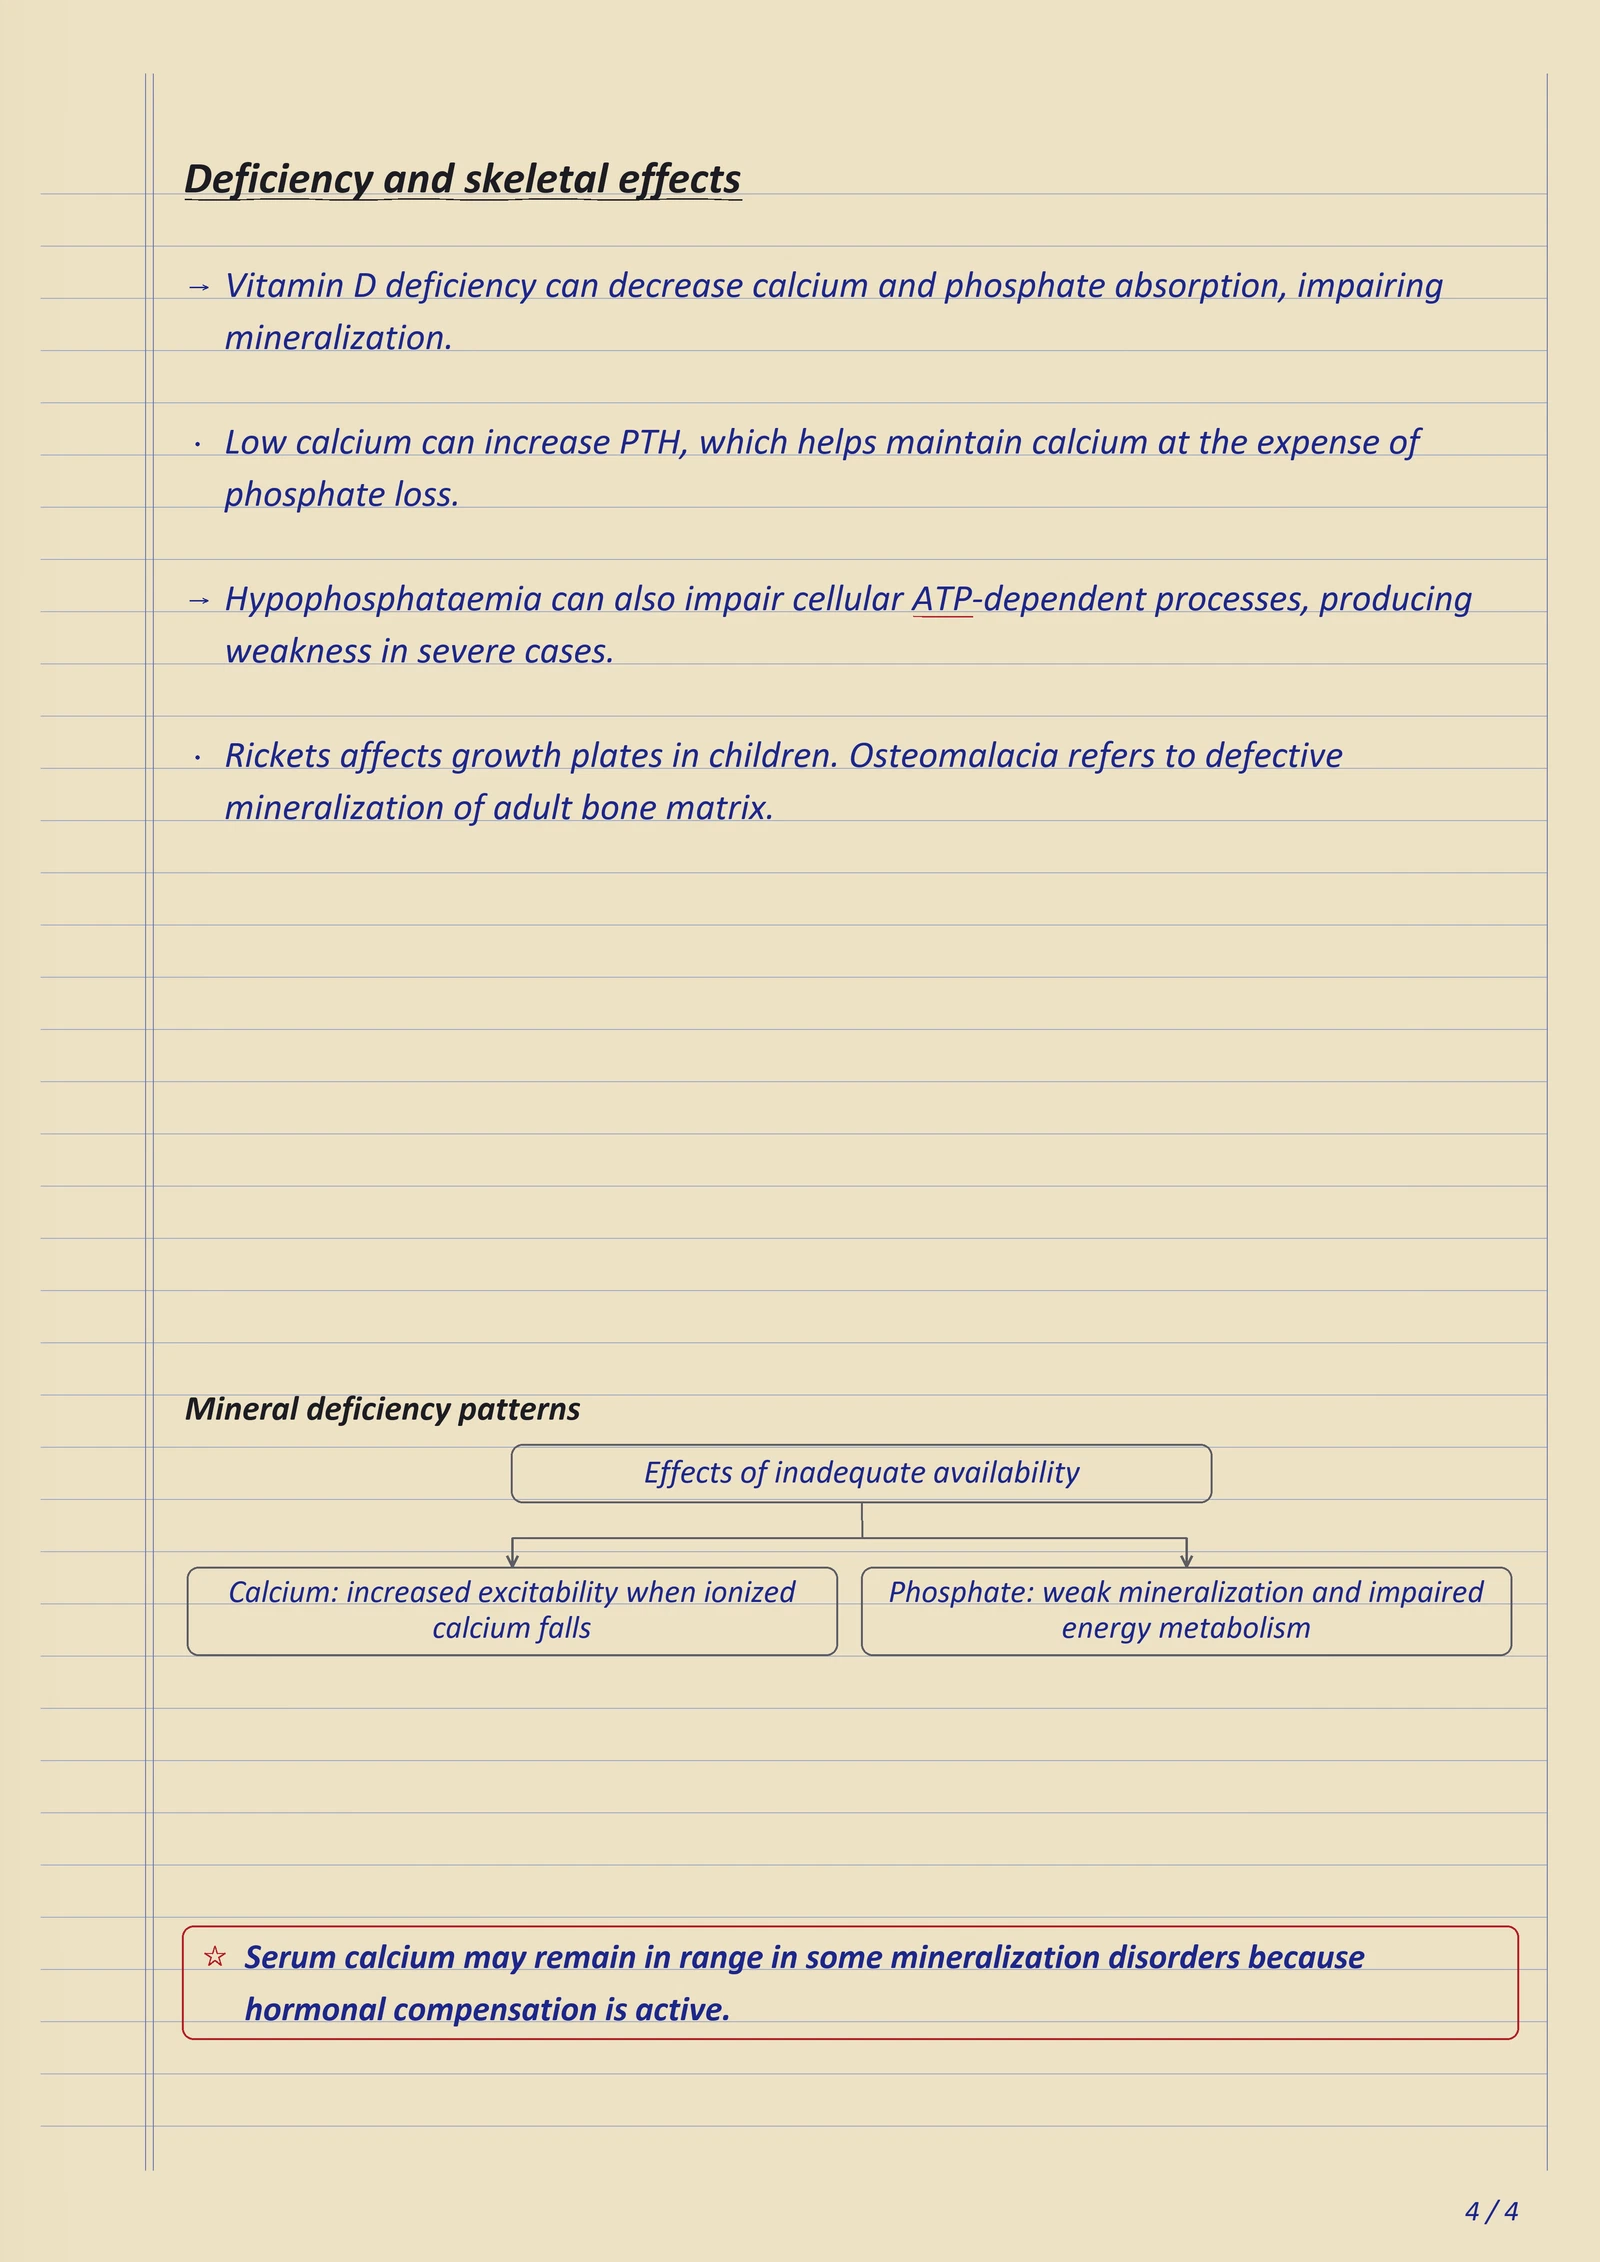 Deficiency and skeletal effects
→ Vitamin D deficiency can decrease calcium and phosphate absorption, impairing
mineralization.
· Low calcium can increase PTH, which helps maintain calcium at the expense of
phosphate loss.
→ Hypophosphataemia can also impair cellular ATP-dependent processes, producing
weakness in severe cases.
· Rickets affects growth plates in children. Osteomalacia refers to defective
mineralization of adult bone matrix.
Mineral deficiency patterns
Effects of inadequate availability
Calcium: increased excitability when ionized
calcium falls
Phosphate: weak mineralization and impaired
energy metabolism
☆ Serum calcium may remain in range in some mineralization disorders because
hormonal compensation is active.
4 / 4